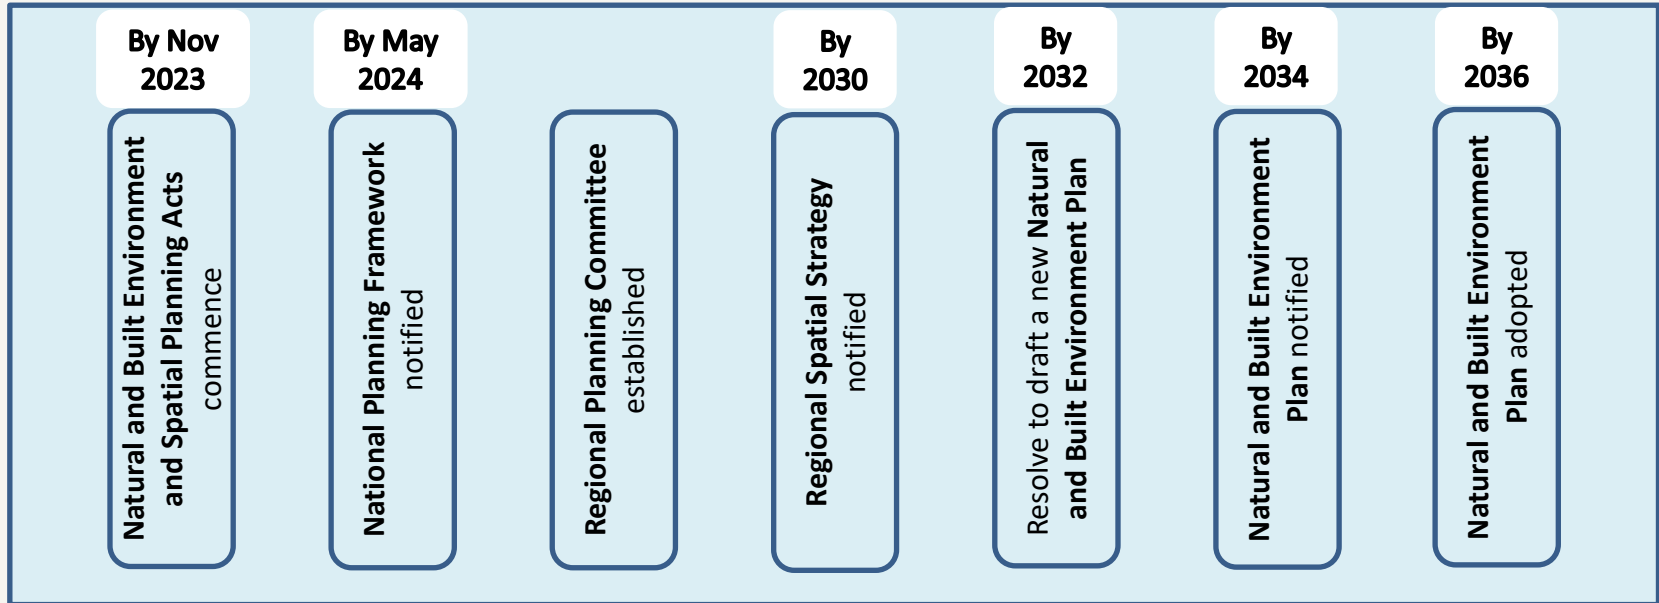 By Nov
2023
Natural and Built Environment
and Spatial Planning Acts
commence
By May
2024
National Planning Framework
notified
Regional Planning Committee
established
By
2030
Regional Spatial Strategy
notified
By
2032
Resolve to draft a new Natural
and Built Environment Plan
By
2034
Natural and Built Environment
Plan notified
By
2036
Natural and Built Environment
Plan adopted